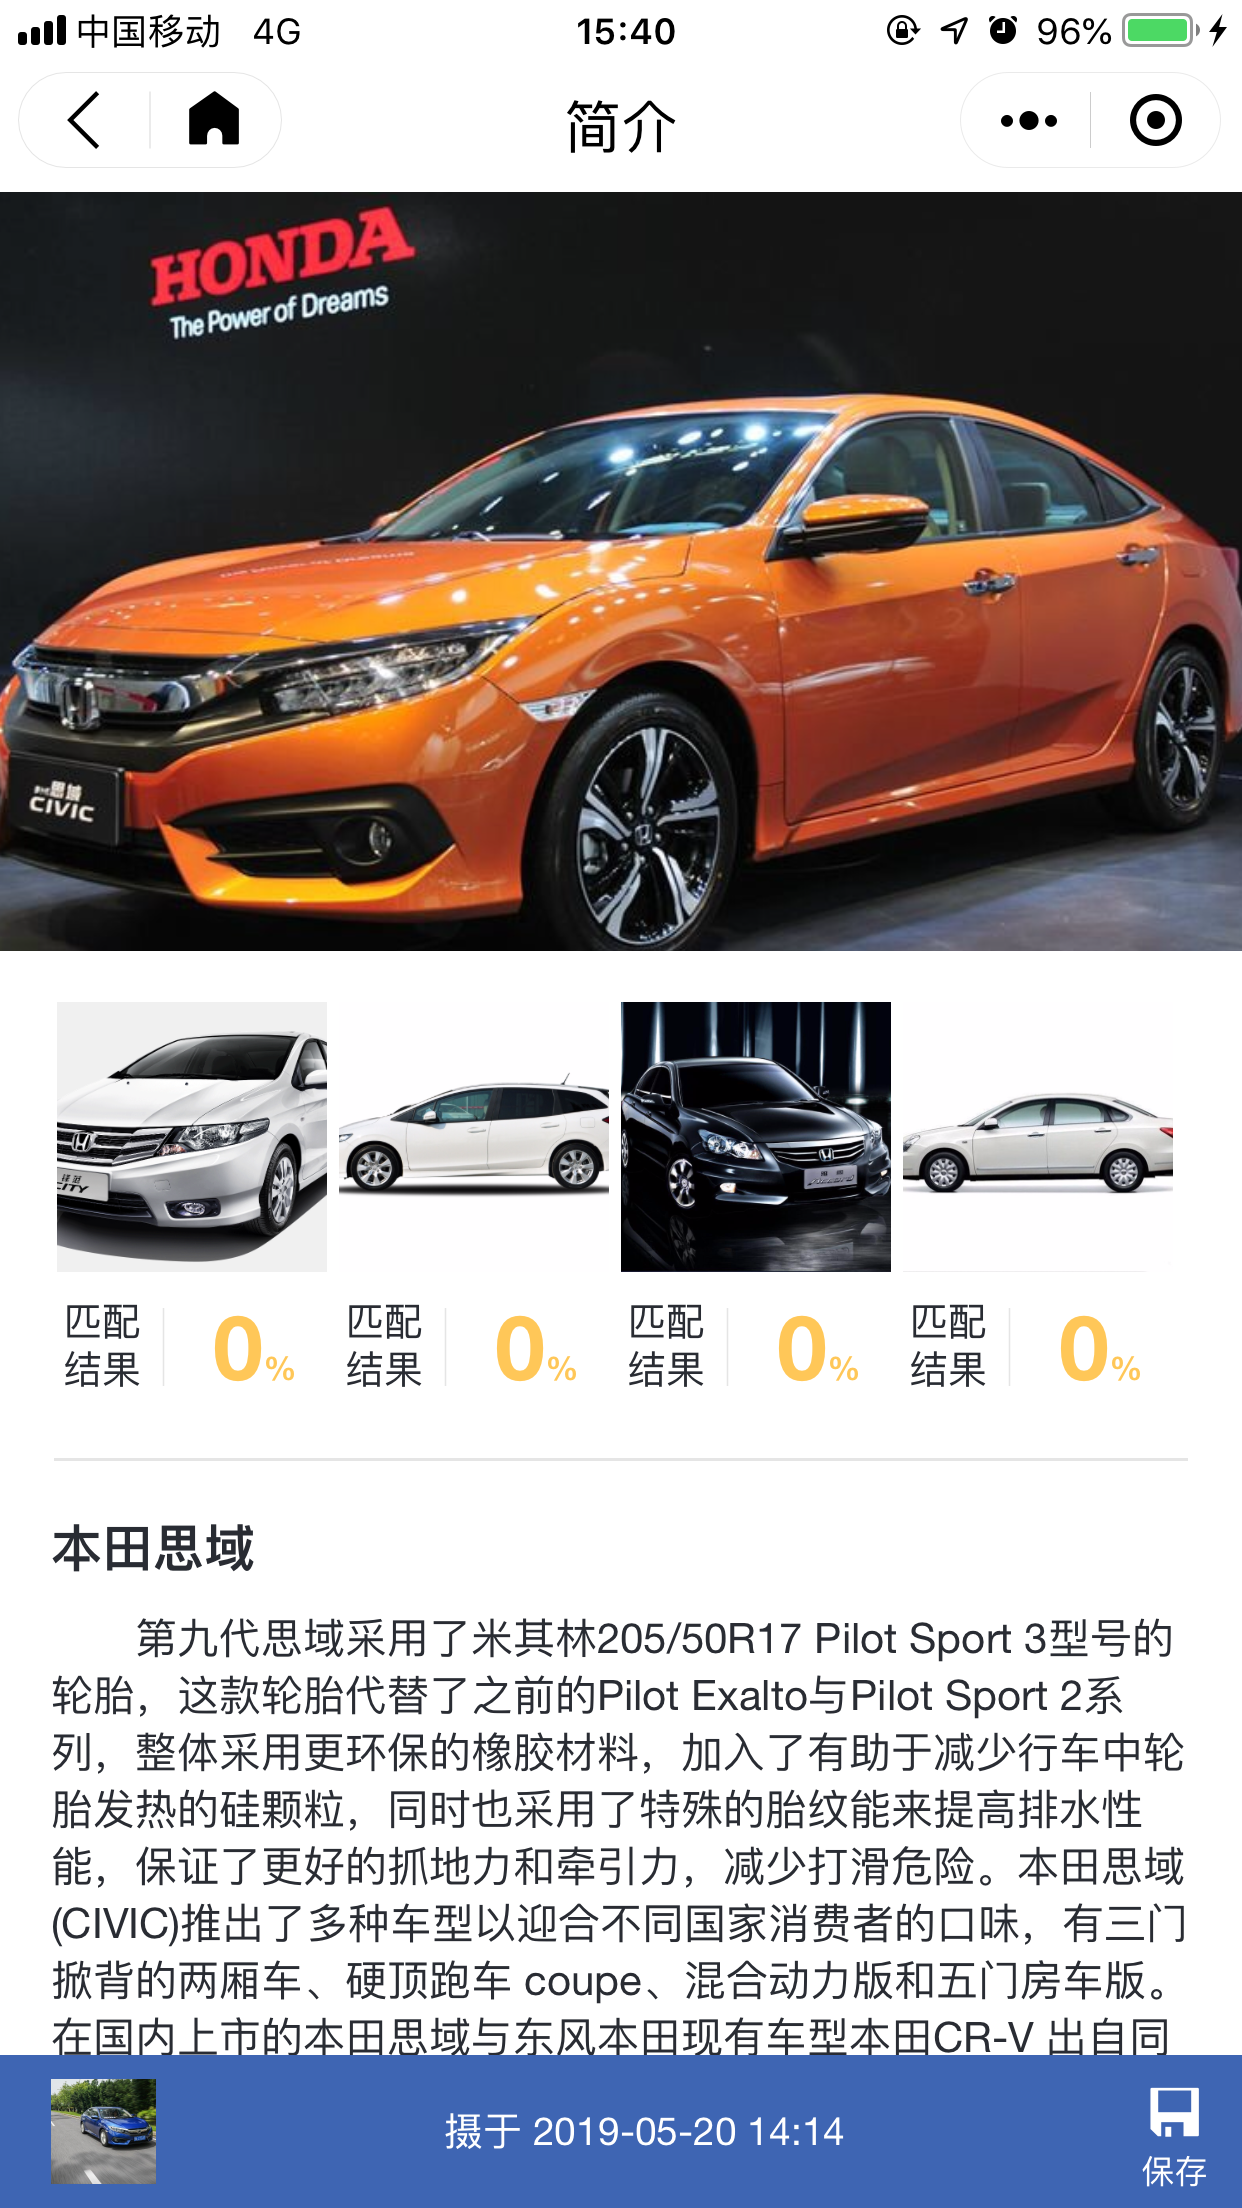 中国移动 4G 15:40 96%
简介
HONDA
The Power of Dreams
思域
CIVIC
锋范
CITY
匹配
结果 0%
匹配
结果 0%
匹配
结果 0%
匹配
结果 0%
本田思域
第九代思域采用了米其林205/50R17 Pilot Sport 3型号的
轮胎，这款轮胎代替了之前的Pilot Exalto与Pilot Sport 2系
列，整体采用更环保的橡胶材料，加入了有助于减少行车中轮
胎发热的硅颗粒，同时也采用了特殊的胎纹能来提高排水性
能，保证了更好的抓地力和牵引力，减少打滑危险。本田思域
(CIVIC)推出了多种车型以迎合不同国家消费者的口味，有三门
掀背的两厢车、硬顶跑车 coupe、混合动力版和五门房车版。
在国内上市的本田思域与东风本田现有车型本田CR-V 出自同
摄于 2019-05-20 14:14
保存